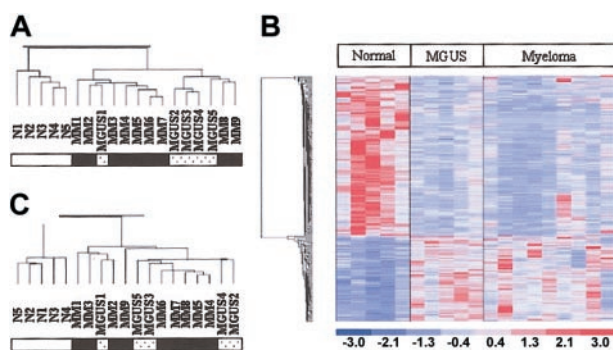 A
N1 N2 N3 N4 N5 MM1 MM2 MGUS1 MM3 MM4 MM5 MM6 MM7 MGUS2 MGUS3 MGUS4 MGUS5 MM8 MM9
B
Normal MGUS Myeloma
C
N5 N2 N1 N3 N4 MM1 MM3 MGUS1 MM2 MM9 MGUS5 MGUS3 MM6 MM7 MM8 MM5 MM4 MGUS4 MGUS2
-3.0 -2.1 -1.3 -0.4 0.4 1.3 2.1 3.0